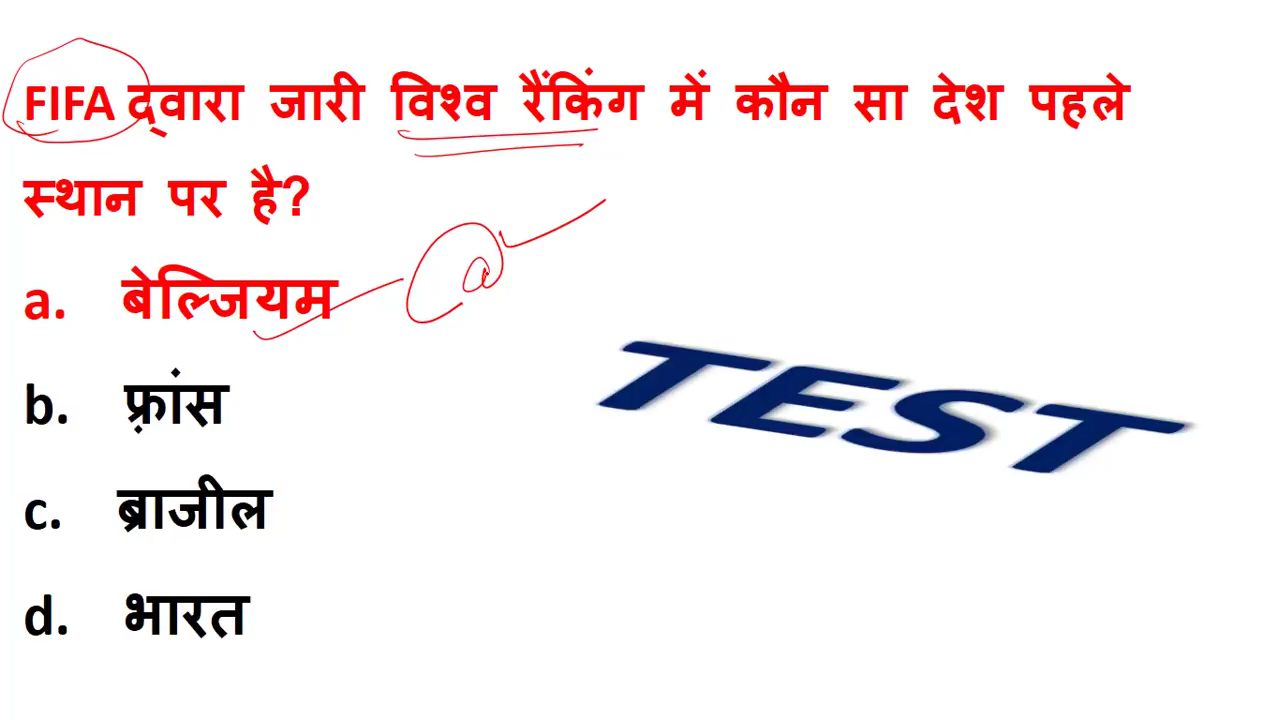 FIFA द्वारा जारी विश्व रैंकिंग में कौन सा देश पहले
स्थान पर है?
a. बेल्जियम
a
b. फ़्रांस
TEST
c. ब्राजील
d. भारत